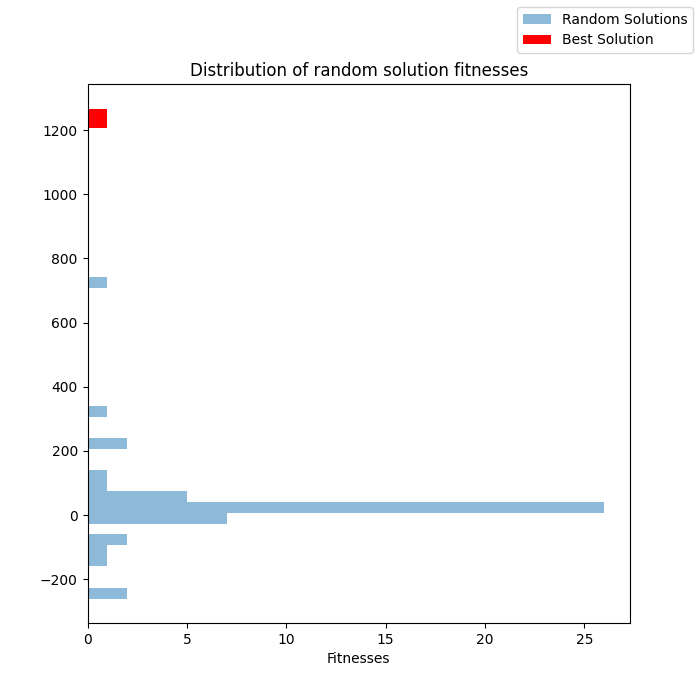 Random Solutions
Best Solution
Distribution of random solution fitnesses
1200
1000
800
600
400
200
0
−200
0 5 10 15 20 25
Fitnesses